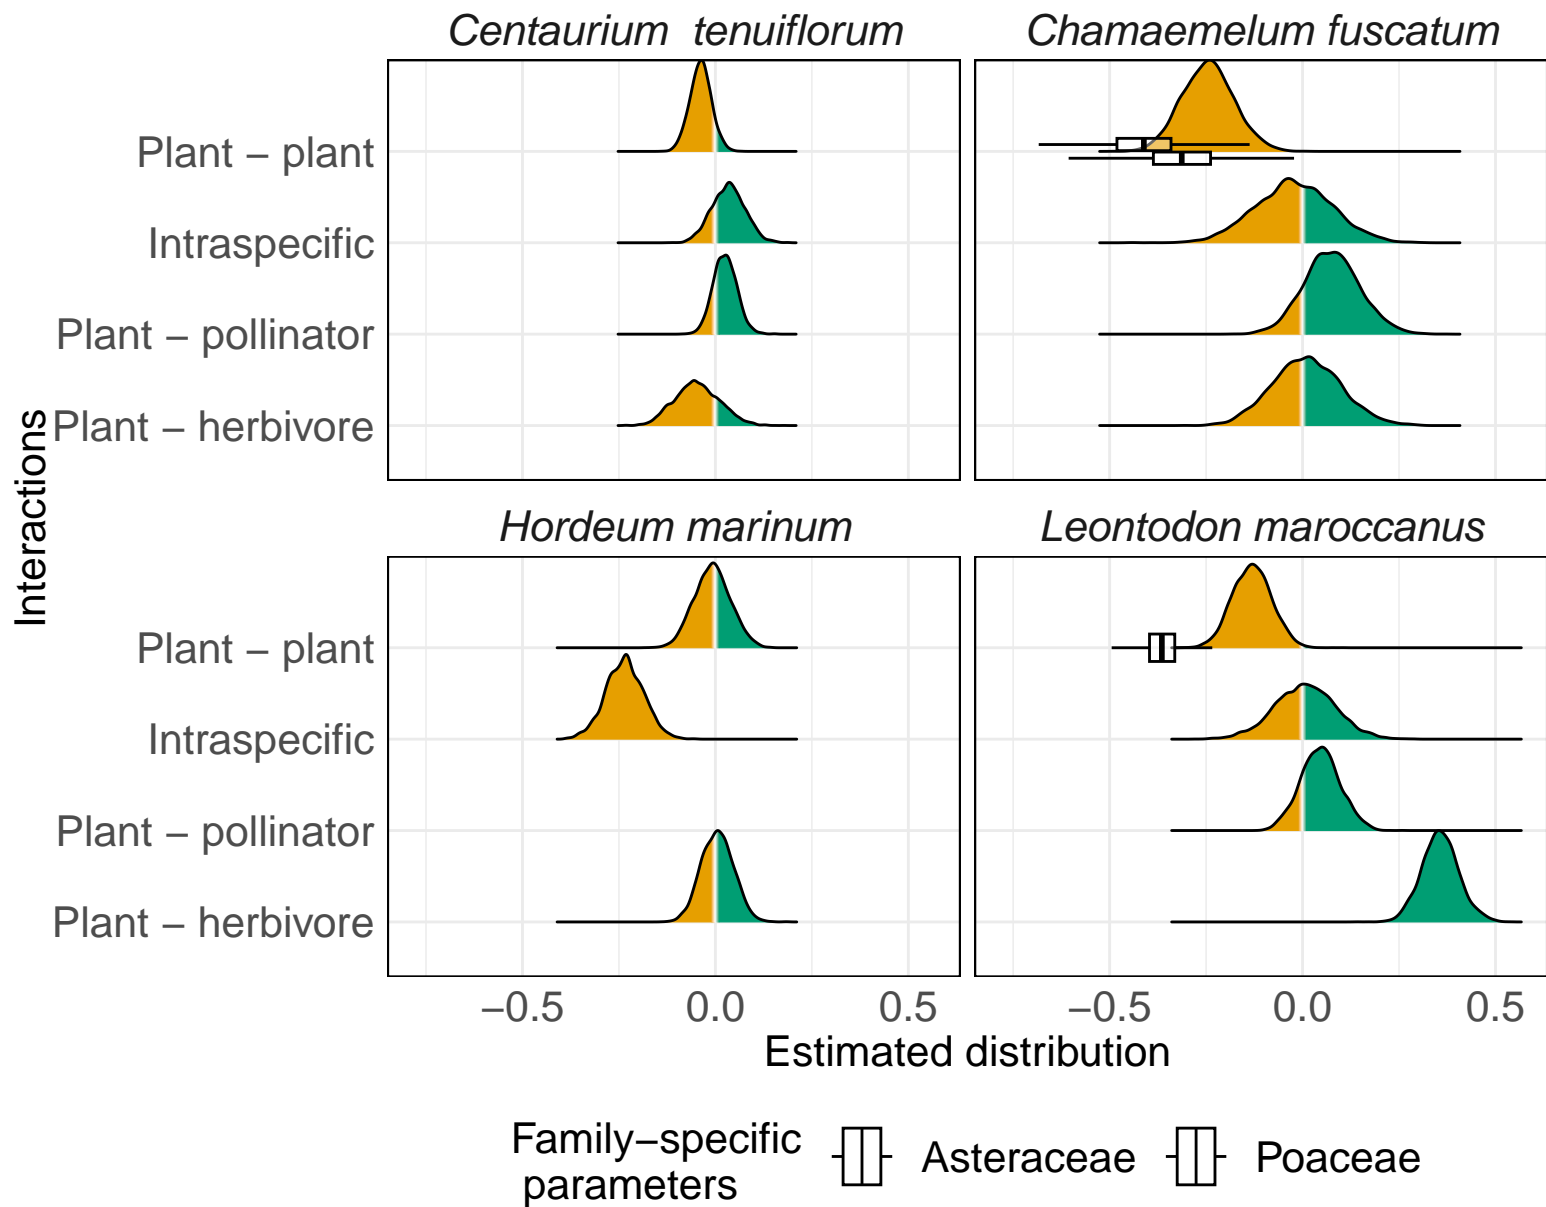 Centaurium  tenuiflorum
Chamaemelum fuscatum
Plant − plant
Intraspecific
Plant − pollinator
Plant − herbivore
Interactions
Hordeum marinum
Leontodon maroccanus
Plant − plant
Intraspecific
Plant − pollinator
Plant − herbivore
−0.5 0.0 0.5
−0.5 0.0 0.5
Estimated distribution
Family−specific
parameters
Asteraceae
Poaceae